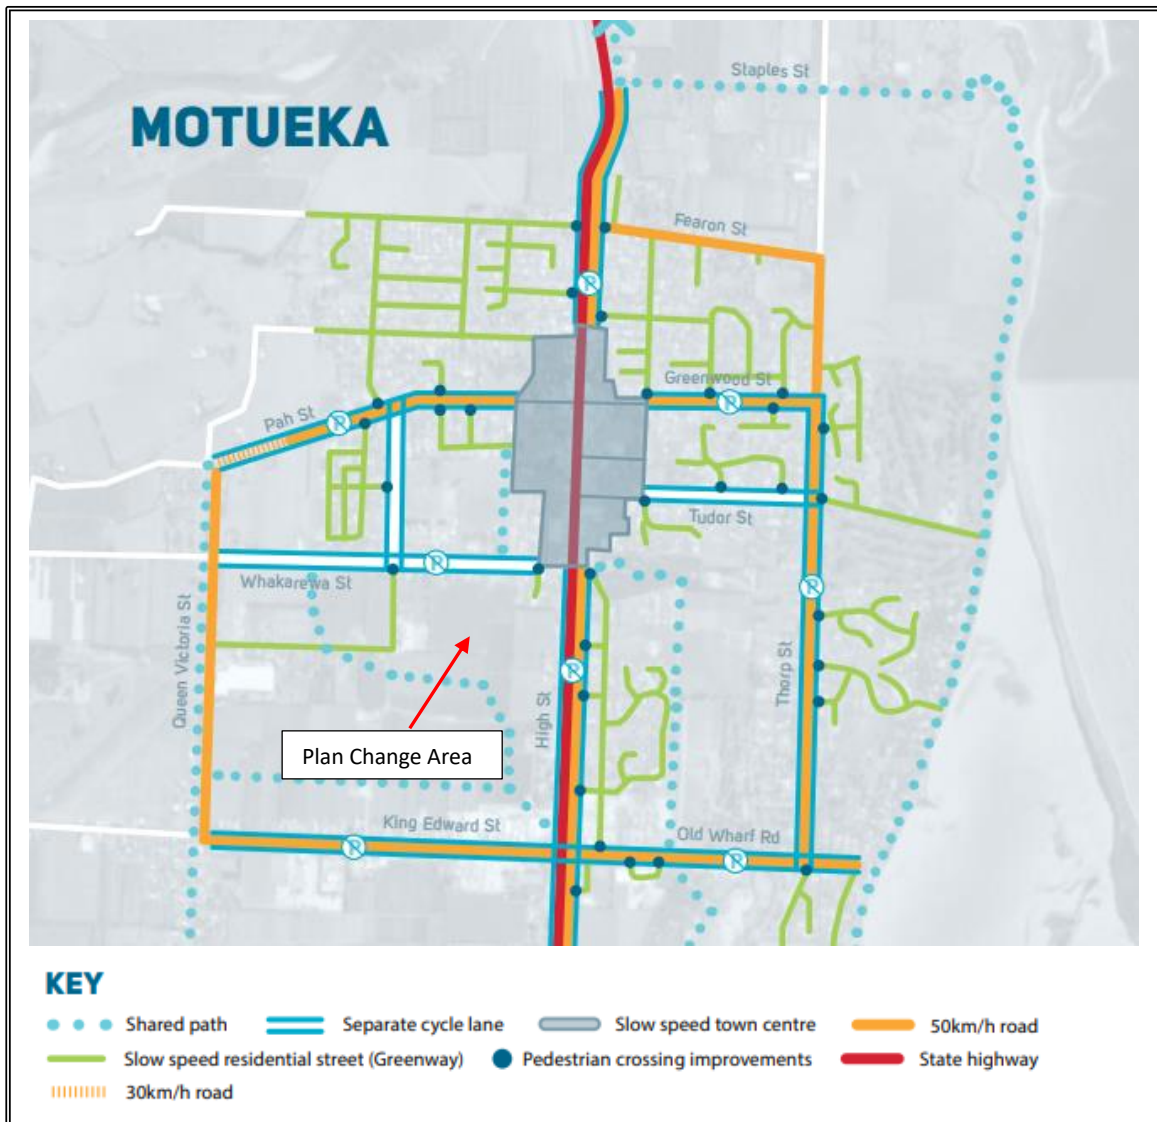 Staples St
MOTUEKA
Fearon St
P
Greenwood St
Pah St
P
P
Tudor St
Whakarewa St
P
P
Queen Victoria St
High St
P
Thorp St
Plan Change Area
King Edward St
Old Wharf Rd
P
P
KEY
Shared path
Separate cycle lane
Slow speed town centre
50km/h road
Slow speed residential street (Greenway)
Pedestrian crossing improvements
State highway
30km/h road